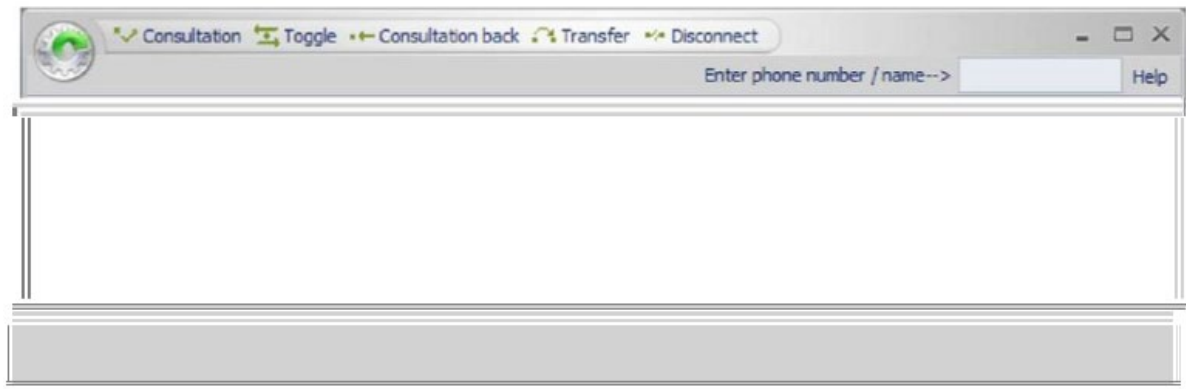 Consultation Toggle Consultation back Transfer Disconnect
Enter phone number / name--> Help